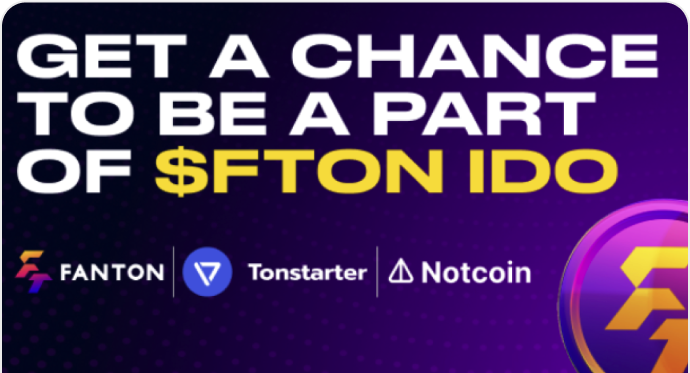 GET A CHANCE
TO BE A PART
OF $FTON IDO
FANTON Tonstarter Notcoin